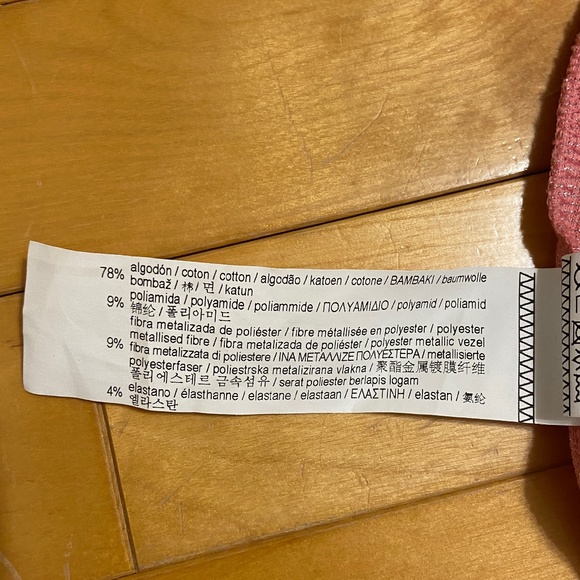 78% algodón / coton / cotton / algodão / katoen / cotone / ΒΑΜΒΑΚΙ / baumwolle
bombaž / 棉 / 면 / katun
9% poliamida / polyamide / poliammide / ΠΟΛΥΑΜΙΔΙΟ / polyamid / poliamid
锦纶 / 폴리아미드
fibra metalizada de poliéster / fibre métallisée en polyester / polyester
metallised fibre / fibra metalizada de poliéster / polyester metallic vezel
9% fibra metalizzata di poliestere / ΙΝΑ ΜΕΤΑΛΛΙΖΕ ΠΟΛΥΕΣΤΕΡΑ / metallisierte
polyesterfaser / poliestrska metalizirana vlakna / 聚酯金属镀膜纤维
폴리에스테르 금속섬유 / serat poliester berlapis logam
4% elastano / élasthanne / elastane / elastaan / ΕΛΑΣΤΙΝΗ / elastan / 氨纶
엘라스탄